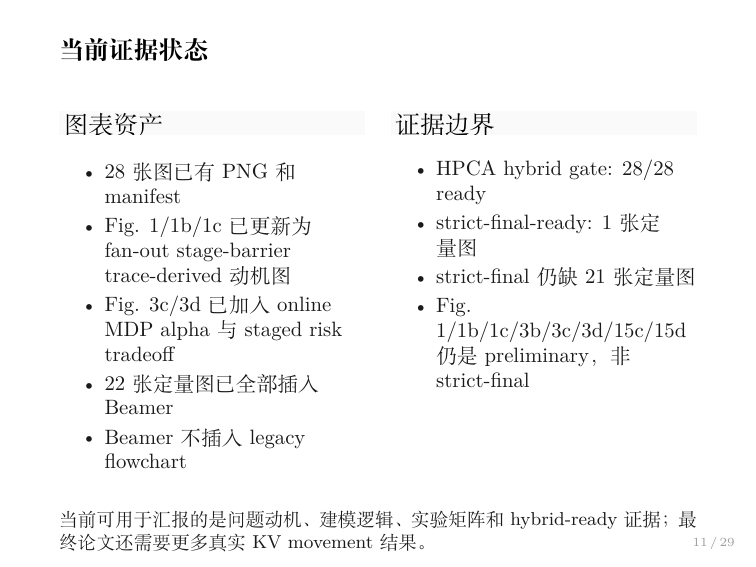 当前证据状态
图表资产
• 28 张图已有 PNG 和
manifest
• Fig. 1/1b/1c 已更新为
fan-out stage-barrier
trace-derived 动机图
• Fig. 3c/3d 已加入 online
MDP alpha 与 staged risk
tradeoff
• 22 张定量图已全部插入
Beamer
• Beamer 不插入 legacy
flowchart
证据边界
• HPCA hybrid gate: 28/28
ready
• strict-final-ready: 1 张定
量图
• strict-final 仍缺 21 张定量图
• Fig.
1/1b/1c/3b/3c/3d/15c/15d
仍是 preliminary，非
strict-final
当前可用于汇报的是问题动机、建模逻辑、实验矩阵和 hybrid-ready 证据；最
终论文还需要更多真实 KV movement 结果。
11 / 29